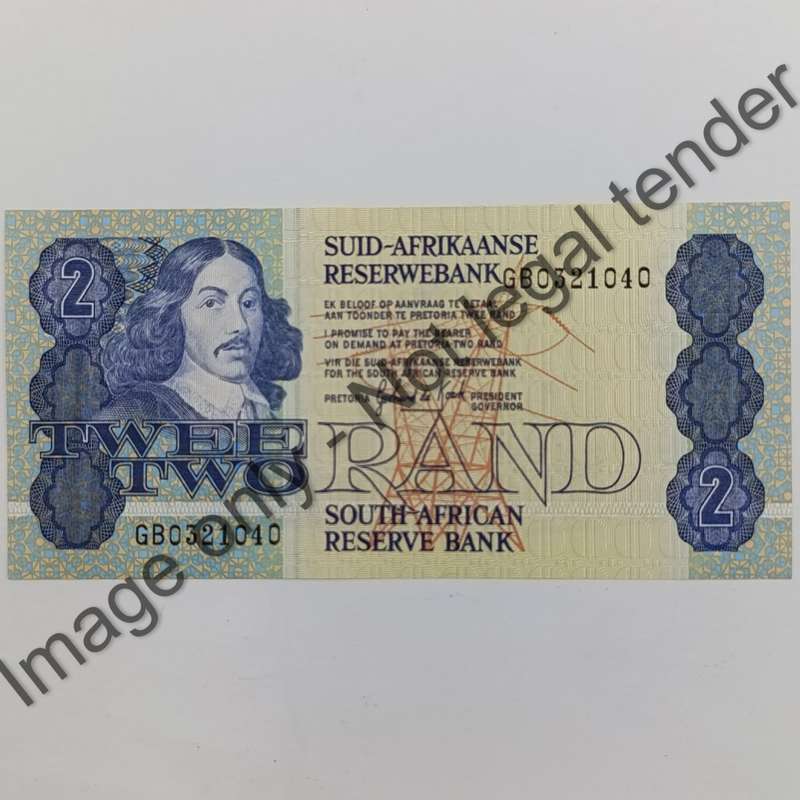 2
SUID-AFRIKAANSE
RESERWEBANK
GB0321040
EK BELOOF OP AANVRAAG TE BETAAL
AAN TOONDER TE PRETORIA TWEE RAND
I PROMISE TO PAY THE BEARER
ON DEMAND AT PRETORIA TWO RAND
VIR DIE SUID-AFRIKAANSE RESERWEBANK
FOR THE SOUTH AFRICAN RESERVE BANK
PRETORIA PRESIDENT
GOVERNOR
TWEE
TWO
RAND
2
GB0321040
SOUTH-AFRICAN
RESERVE BANK
Image only - Not legal tender